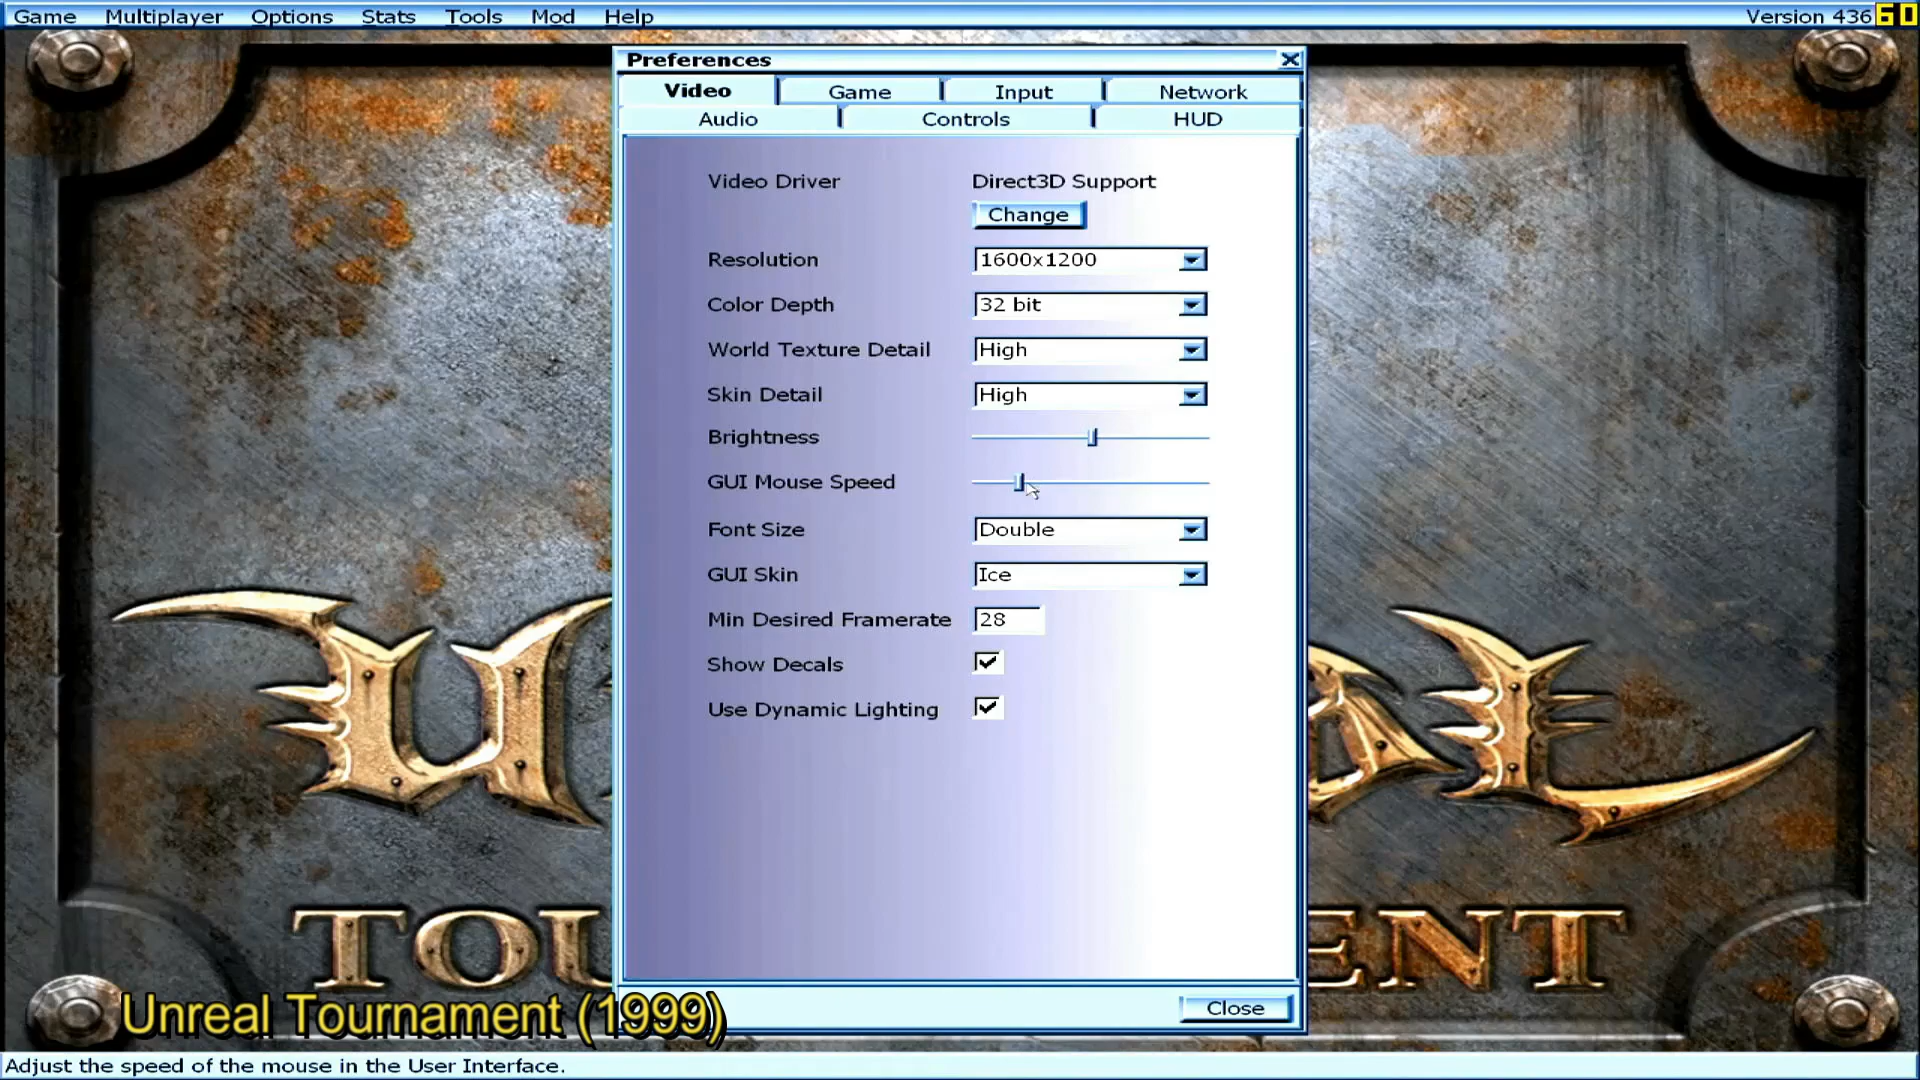 Game Multiplayer Options Stats Tools Mod Help Version 436 60
Preferences
Video Game Input Network
Audio Controls HUD
Video Driver Direct3D Support
Change
Resolution 1600x1200
Color Depth 32 bit
World Texture Detail High
Skin Detail High
Brightness
GUI Mouse Speed
Font Size Double
GUI Skin Ice
Min Desired Framerate 28
Show Decals
Use Dynamic Lighting
Close
Unreal Tournament (1999)
Adjust the speed of the mouse in the User Interface.